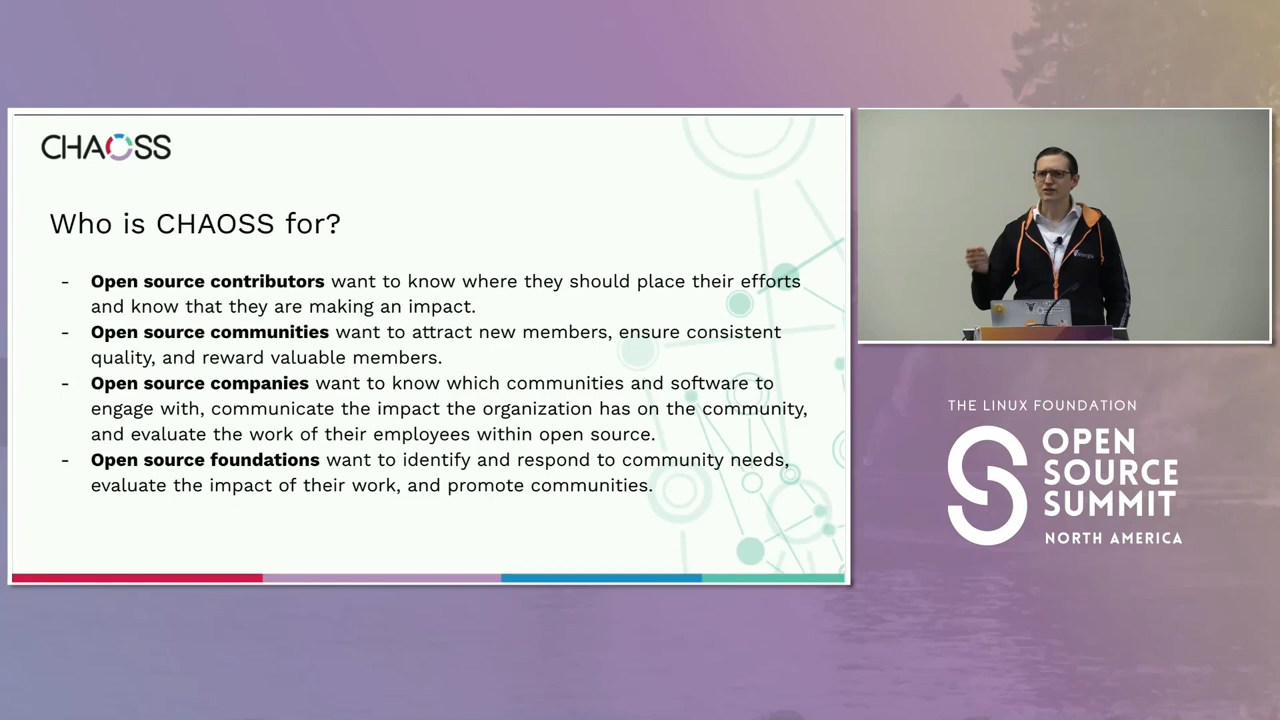 CHAOSS
Who is CHAOSS for?
- Open source contributors want to know where they should place their efforts
and know that they are making an impact.
- Open source communities want to attract new members, ensure consistent
quality, and reward valuable members.
- Open source companies want to know which communities and software to
engage with, communicate the impact the organization has on the community,
and evaluate the work of their employees within open source.
- Open source foundations want to identify and respond to community needs,
evaluate the impact of their work, and promote communities.
THE LINUX FOUNDATION
OPEN
SOURCE
SUMMIT
NORTH AMERICA